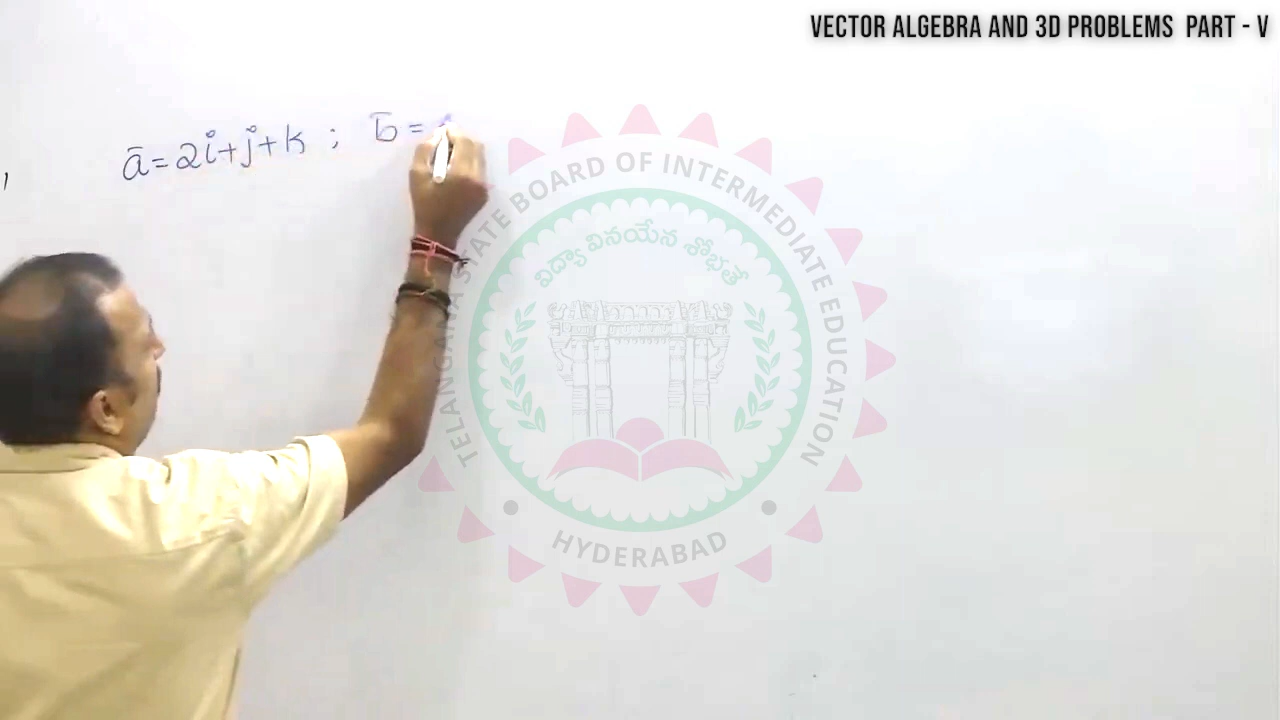 VECTOR ALGEBRA AND 3D PROBLEMS PART - V
ā = 2i+j+k ; b̄ =
TELANGANA STATE BOARD OF INTERMEDIATE EDUCATION
విద్యా వినయేన శోభతే
HYDERABAD